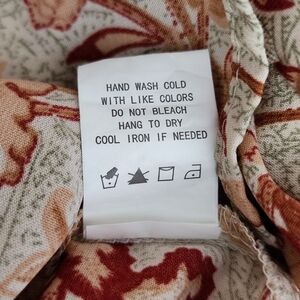 HAND WASH COLD
WITH LIKE COLORS
DO NOT BLEACH
HANG TO DRY
COOL IRON IF NEEDED